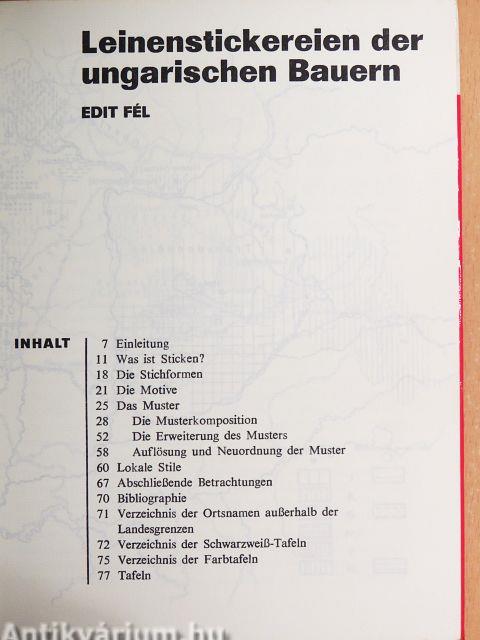 Leinenstickereien der
ungarischen Bauern
EDIT FÉL
INHALT
7 Einleitung
11 Was ist Sticken?
18 Die Stichformen
21 Die Motive
25 Das Muster
28 Die Musterkomposition
52 Die Erweiterung des Musters
58 Auflösung und Neuordnung der Muster
60 Lokale Stile
67 Abschließende Betrachtungen
70 Bibliographie
71 Verzeichnis der Ortsnamen außerhalb der
Landesgrenzen
72 Verzeichnis der Schwarzweiß-Tafeln
75 Verzeichnis der Farbtafeln
77 Tafeln
Antikvárium.hu